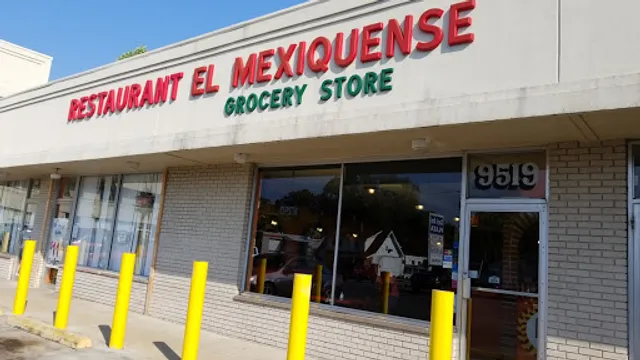 RESTAURANT EL MEXIQUENSE
GROCERY STORE
9519